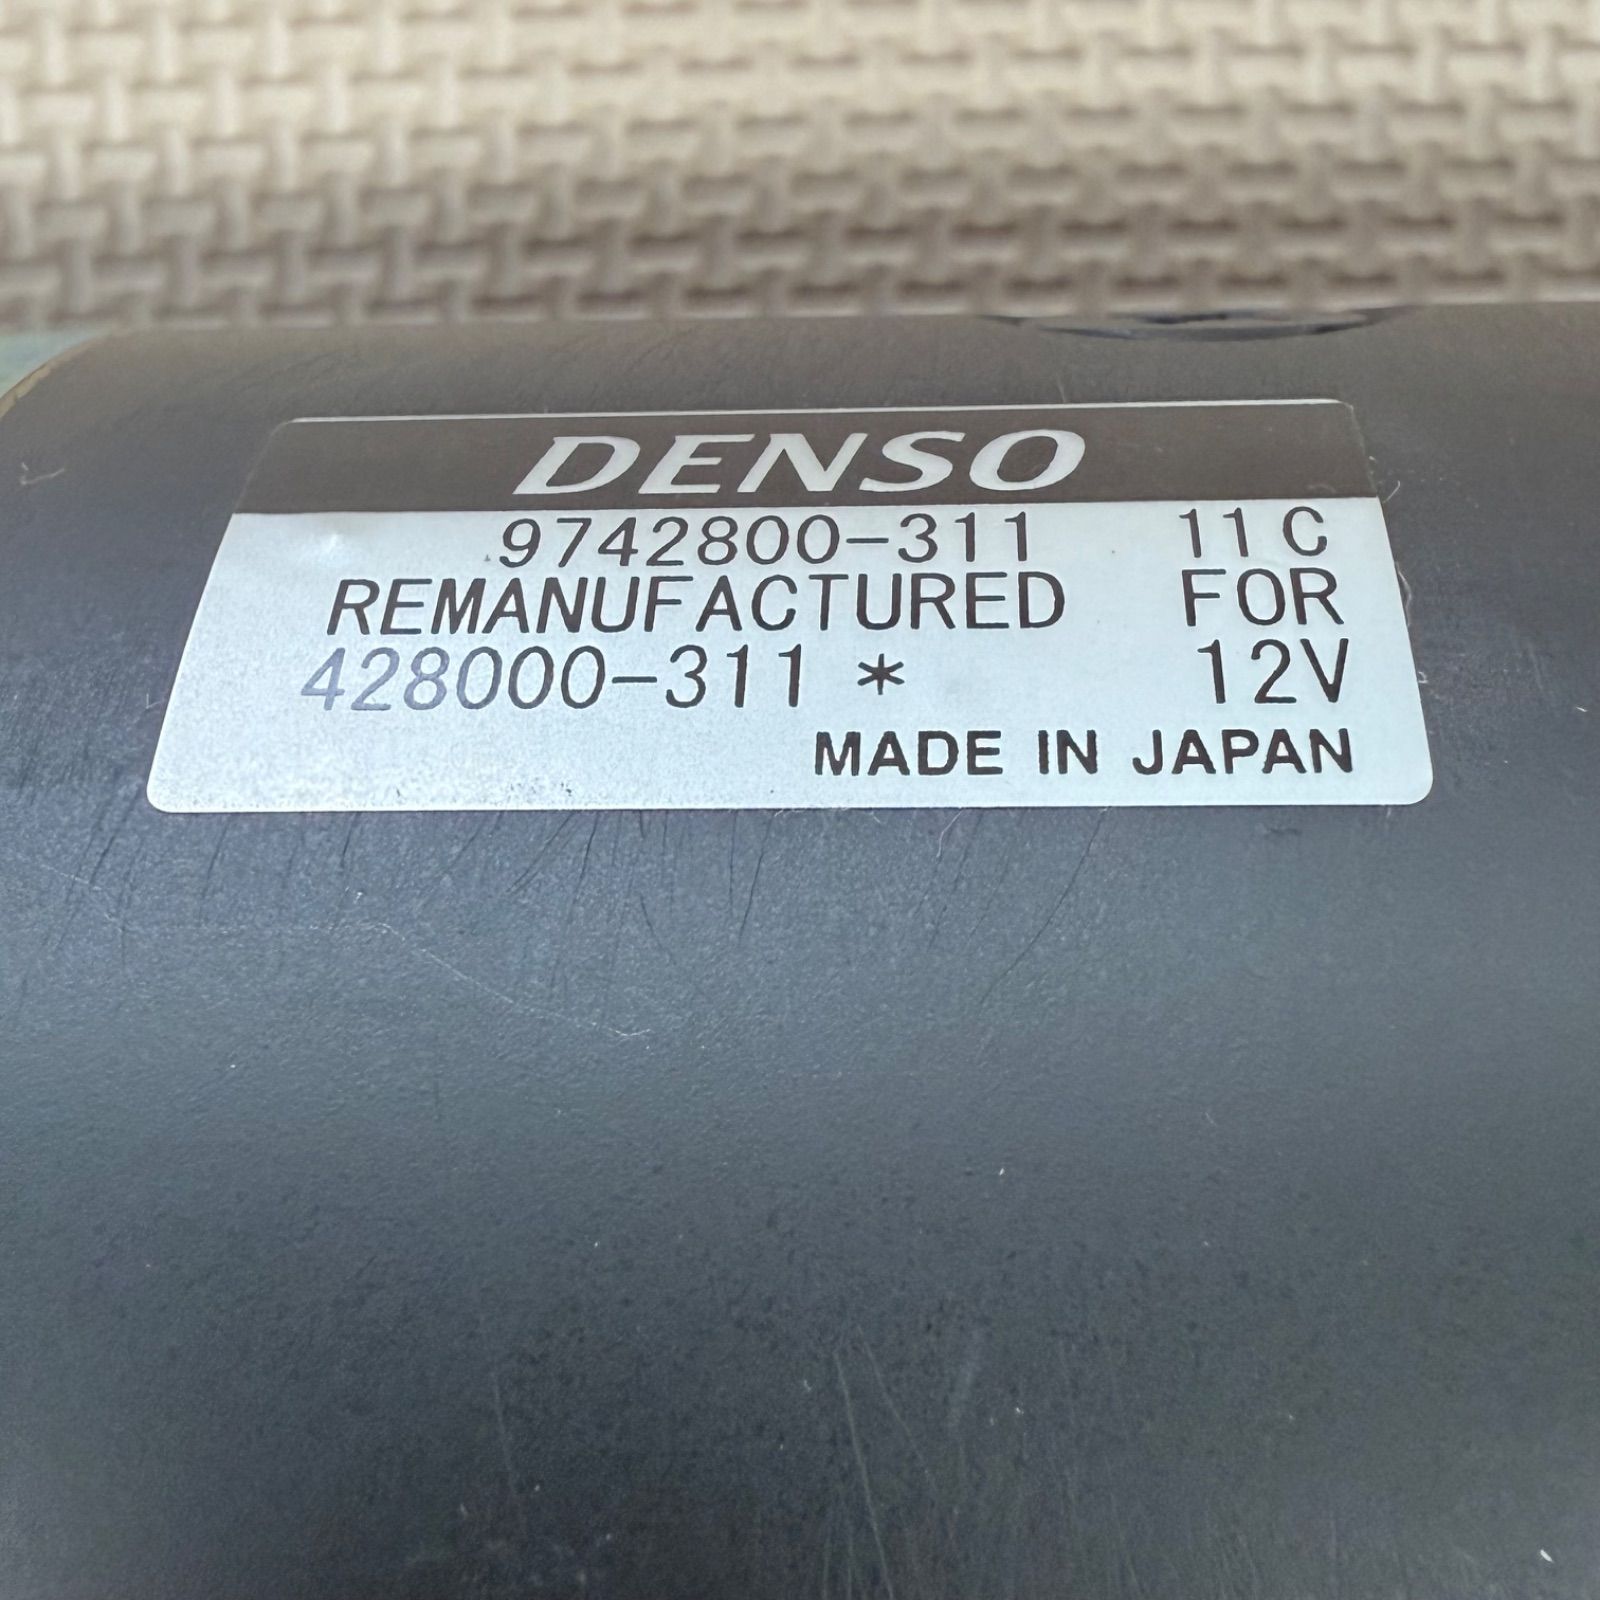 DENSO
9742800-311 11C
REMANUFACTURED FOR
428000-311* 12V
MADE IN JAPAN